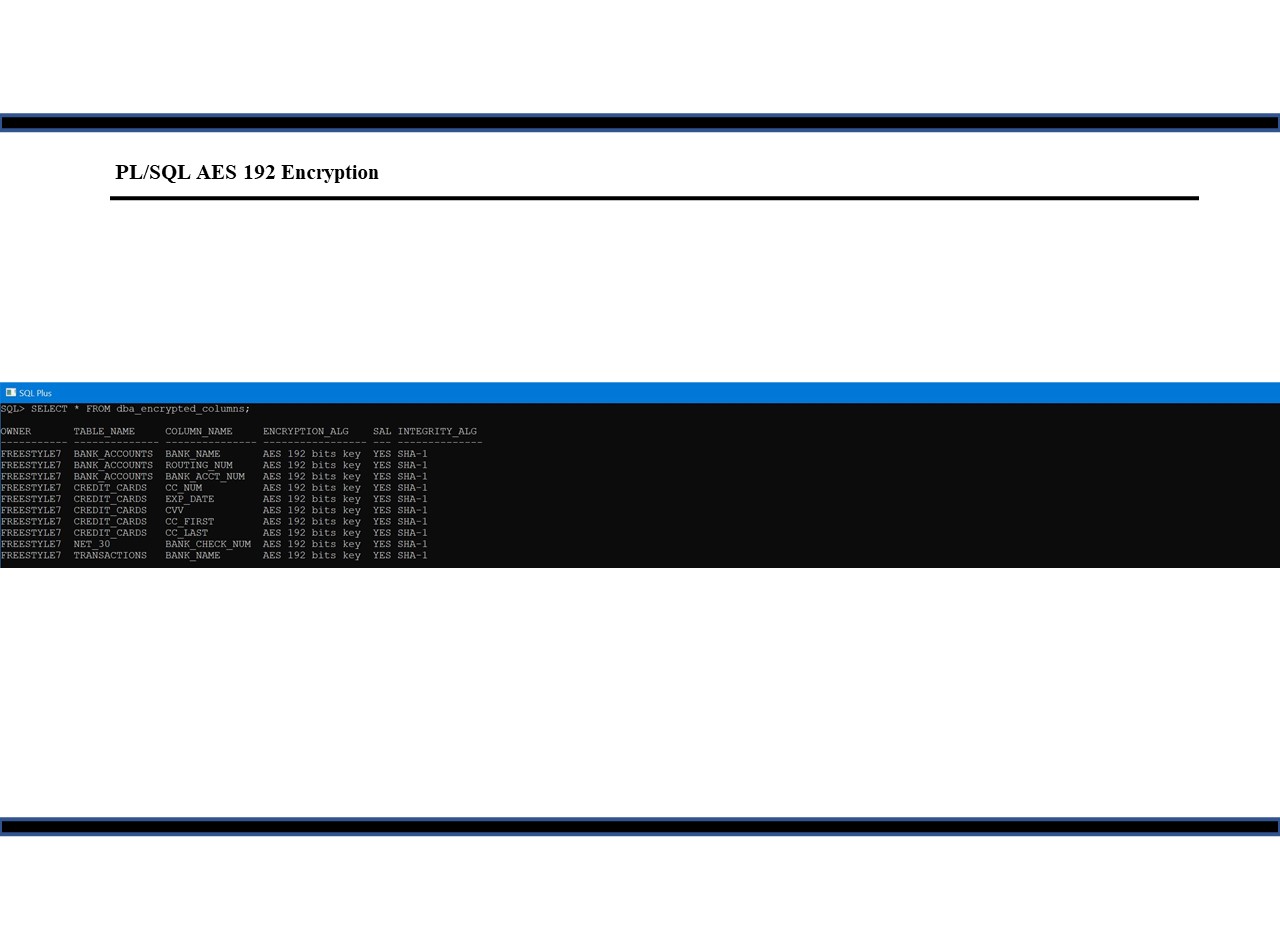 PL/SQL AES 192 Encryption
SQL Plus
SQL> SELECT * FROM dba_encrypted_columns;
OWNER       TABLE_NAME     COLUMN_NAME     ENCRYPTION_ALG    SAL INTEGRITY_ALG
----------- -------------- --------------- ----------------- --- --------------
FREESTYLE7  BANK_ACCOUNTS  BANK_NAME       AES 192 bits key  YES SHA-1
FREESTYLE7  BANK_ACCOUNTS  ROUTING_NUM     AES 192 bits key  YES SHA-1
FREESTYLE7  BANK_ACCOUNTS  BANK_ACCT_NUM   AES 192 bits key  YES SHA-1
FREESTYLE7  CREDIT_CARDS   CC_NUM          AES 192 bits key  YES SHA-1
FREESTYLE7  CREDIT_CARDS   EXP_DATE        AES 192 bits key  YES SHA-1
FREESTYLE7  CREDIT_CARDS   CVV             AES 192 bits key  YES SHA-1
FREESTYLE7  CREDIT_CARDS   CC_FIRST        AES 192 bits key  YES SHA-1
FREESTYLE7  CREDIT_CARDS   CC_LAST         AES 192 bits key  YES SHA-1
FREESTYLE7  NET_30         BANK_CHECK_NUM  AES 192 bits key  YES SHA-1
FREESTYLE7  TRANSACTIONS   BANK_NAME       AES 192 bits key  YES SHA-1